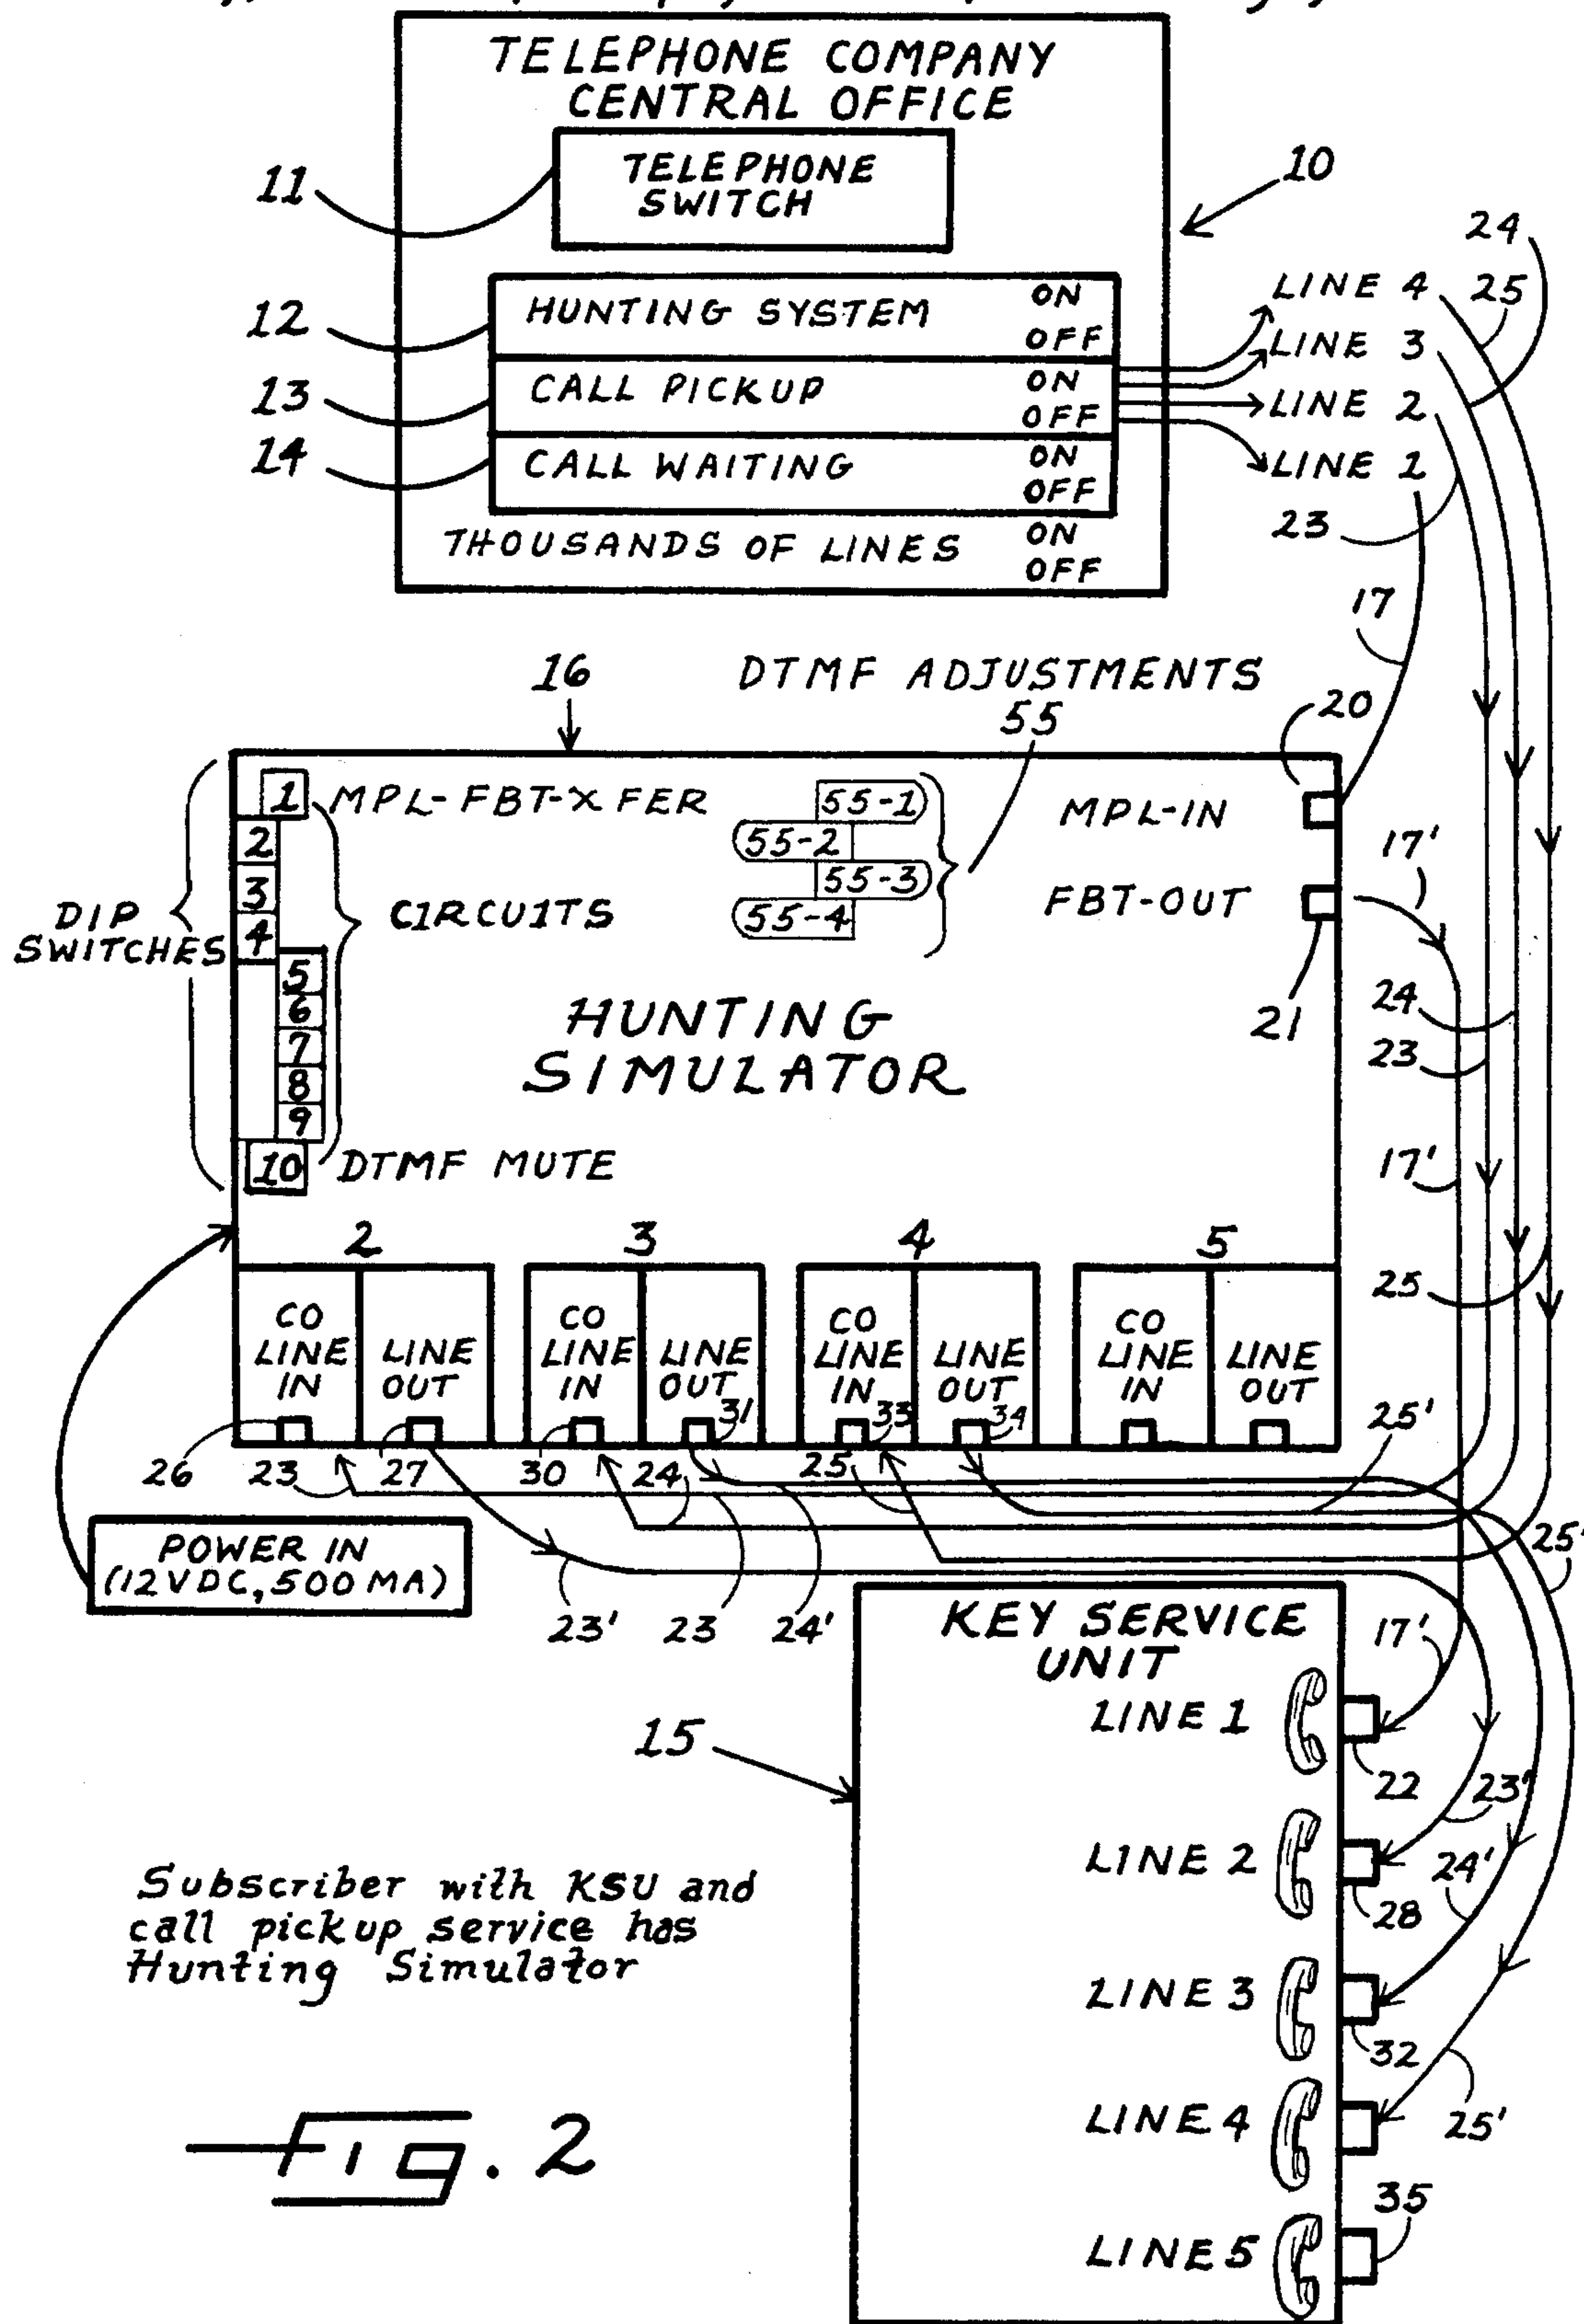 TELEPHONE COMPANY
CENTRAL OFFICE
TELEPHONE
SWITCH
11
10
HUNTING SYSTEM ON
OFF
12
CALL PICKUP ON
OFF
13
CALL WAITING ON
OFF
14
THOUSANDS OF LINES ON
OFF
LINE 4
LINE 3
LINE 2
LINE 1
24
25
23
17
16
DTMF ADJUSTMENTS
55
20
1 MPL-FBT-XFER
2
3
4
5
6
7
8
9
10 DTMF MUTE
DIP
SWITCHES
CIRCUITS
55-1
55-2
55-3
55-4
MPL-IN
FBT-OUT
17'
21
HUNTING
SIMULATOR
24
23
17'
25
2 3 4 5
CO
LINE
IN
LINE
OUT
CO
LINE
IN
LINE
OUT
31
CO
LINE
IN
33
LINE
OUT
34
CO
LINE
IN
LINE
OUT
25'
26 23 27 30 24 25
25'
POWER IN
(12VDC, 500 MA)
23' 23 24'
KEY SERVICE
UNIT
17'
LINE 1
22
15
23'
LINE 2
24'
28
LINE 3
32
LINE 4
25'
35
LINE 5
Subscriber with KSU and
call pickup service has
Hunting Simulator
Fig. 2